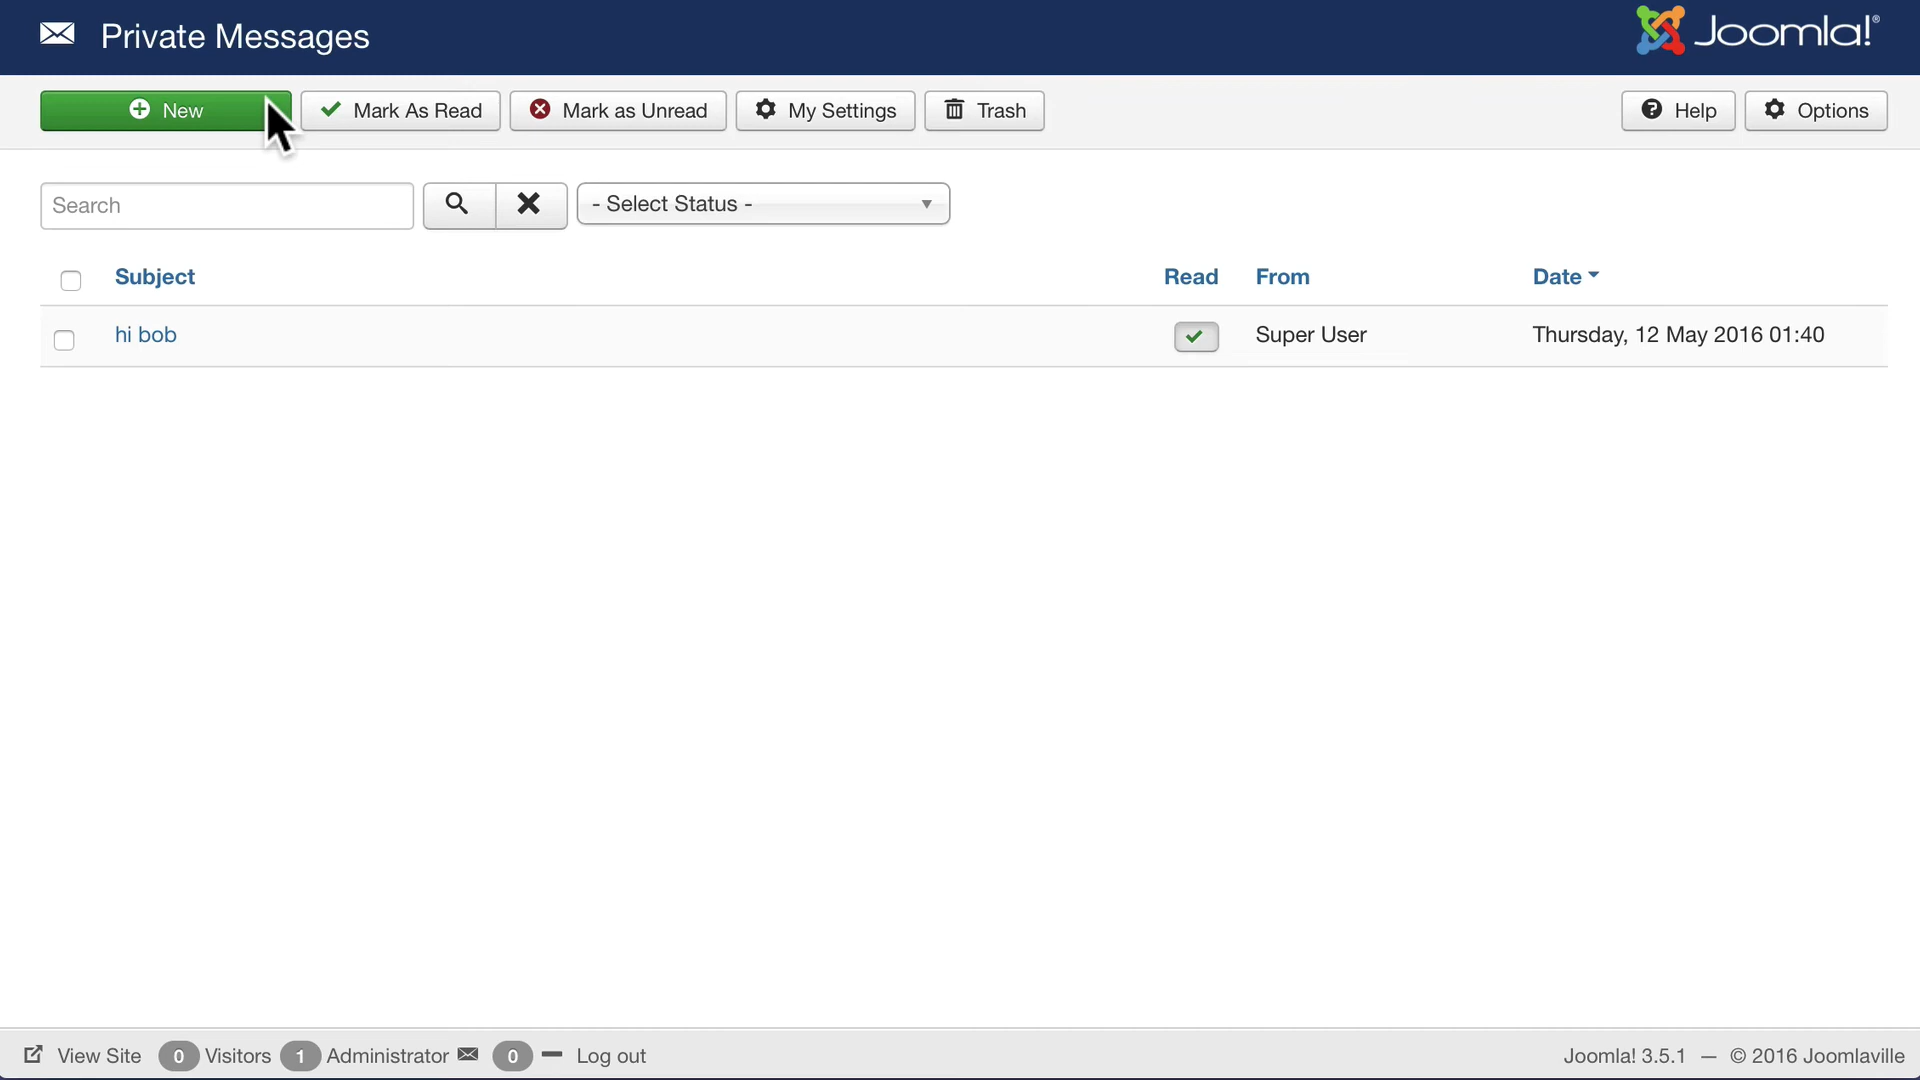 Private Messages
Joomla!®
New
Mark As Read
Mark as Unread
My Settings
Trash
Help
Options
Search
- Select Status -
Subject
Read
From
Date
hi bob
Super User
Thursday, 12 May 2016 01:40
View Site
0 Visitors
1 Administrator
0
Log out
Joomla! 3.5.1 — © 2016 Joomlaville